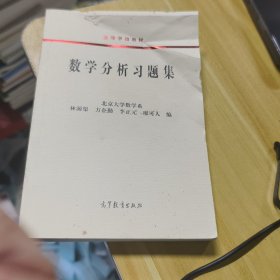 高等学校教材
数学分析习题集
北京大学数学系
林源渠 方企勤 李正元 廖可人 编
高等教育出版社